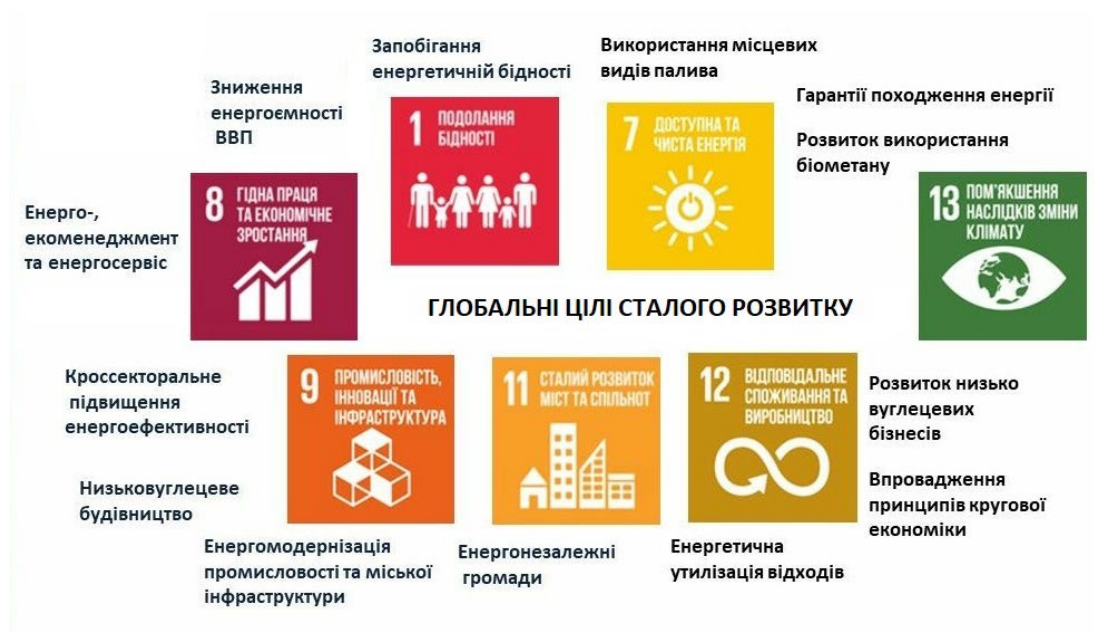 Запобігання
енергетичній бідності
Використання місцевих
видів палива
Зниження
енергоємності
ВВП
Гарантії походження енергії
Розвиток використання
біометану
1 ПОДОЛАННЯ
БІДНОСТІ
7 ДОСТУПНА ТА
ЧИСТА ЕНЕРГІЯ
Енерго-,
екоменеджмент
та енергосервіс
8 ГІДНА ПРАЦЯ
ТА ЕКОНОМІЧНЕ
ЗРОСТАННЯ
13 ПОМ'ЯКШЕННЯ
НАСЛІДКІВ ЗМІНИ
КЛІМАТУ
ГЛОБАЛЬНІ ЦІЛІ СТАЛОГО РОЗВИТКУ
Кроссекторальне
підвищення
енергоефективності
Низьковуглецеве
будівництво
9 ПРОМИСЛОВІСТЬ,
ІННОВАЦІЇ ТА
ІНФРАСТРУКТУРА
11 СТАЛИЙ РОЗВИТОК
МІСТ ТА СПІЛЬНОТ
12 ВІДПОВІДАЛЬНЕ
СПОЖИВАННЯ ТА
ВИРОБНИЦТВО
Розвиток низько
вуглецевих
бізнесів
Впровадження
принципів кругової
економіки
Енергомодернізація
промисловості та міської
інфраструктури
Енергонезалежні
громади
Енергетична
утилізація відходів